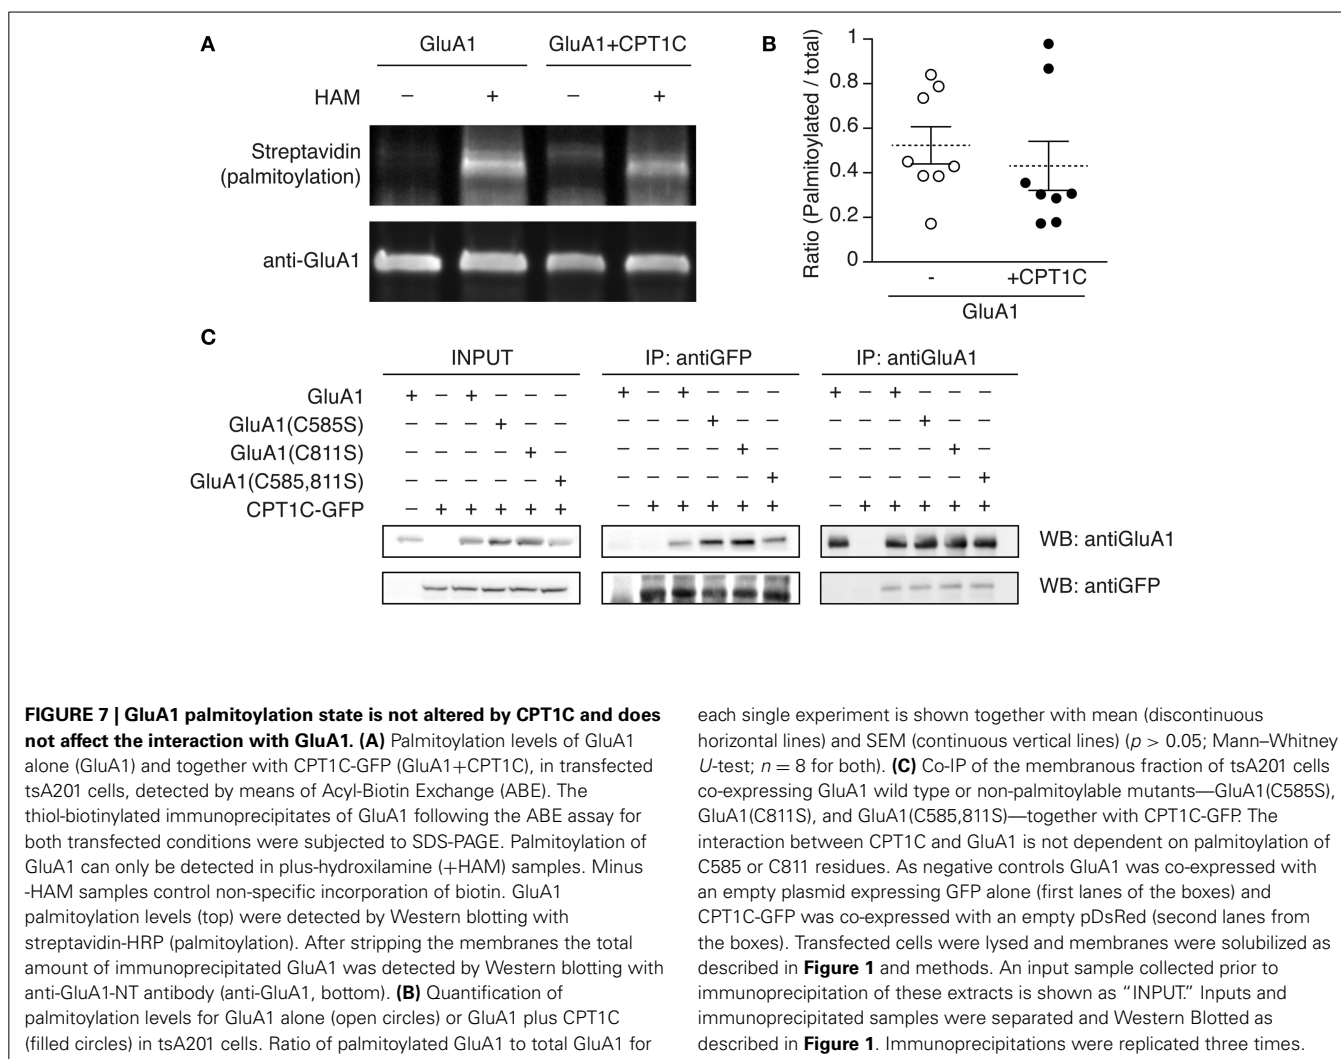 A
GluA1
GluA1+CPT1C
HAM
− + − +
Streptavidin
(palmitoylation)
anti-GluA1
B
Ratio (Palmitoylated / total)
1
0.8
0.6
0.4
0.2
0
- +CPT1C
GluA1
C
INPUT
IP: antiGFP
IP: antiGluA1
GluA1 + − + − − − + − + − − − + − + − − −
GluA1(C585S) − − − + − − − − − + − − − − − + − −
GluA1(C811S) − − − − + − − − − − + − − − − − + −
GluA1(C585,811S) − − − − − + − − − − − + − − − − − +
CPT1C-GFP − + + + + + − + + + + + − + + + + +
WB: antiGluA1
WB: antiGFP
FIGURE 7 | GluA1 palmitoylation state is not altered by CPT1C and does
not affect the interaction with GluA1. (A) Palmitoylation levels of GluA1
alone (GluA1) and together with CPT1C-GFP (GluA1+CPT1C), in transfected
tsA201 cells, detected by means of Acyl-Biotin Exchange (ABE). The
thiol-biotinylated immunoprecipitates of GluA1 following the ABE assay for
both transfected conditions were subjected to SDS-PAGE. Palmitoylation of
GluA1 can only be detected in plus-hydroxilamine (+HAM) samples. Minus
-HAM samples control non-specific incorporation of biotin. GluA1
palmitoylation levels (top) were detected by Western blotting with
streptavidin-HRP (palmitoylation). After stripping the membranes the total
amount of immunoprecipitated GluA1 was detected by Western blotting with
anti-GluA1-NT antibody (anti-GluA1, bottom). (B) Quantification of
palmitoylation levels for GluA1 alone (open circles) or GluA1 plus CPT1C
(filled circles) in tsA201 cells. Ratio of palmitoylated GluA1 to total GluA1 for
each single experiment is shown together with mean (discontinuous
horizontal lines) and SEM (continuous vertical lines) (p > 0.05; Mann–Whitney
U-test; n = 8 for both). (C) Co-IP of the membranous fraction of tsA201 cells
co-expressing GluA1 wild type or non-palmitoylable mutants—GluA1(C585S),
GluA1(C811S), and GluA1(C585,811S)—together with CPT1C-GFP. The
interaction between CPT1C and GluA1 is not dependent on palmitoylation of
C585 or C811 residues. As negative controls GluA1 was co-expressed with
an empty plasmid expressing GFP alone (first lanes of the boxes) and
CPT1C-GFP was co-expressed with an empty pDsRed (second lanes from
the boxes). Transfected cells were lysed and membranes were solubilized as
described in Figure 1 and methods. An input sample collected prior to
immunoprecipitation of these extracts is shown as “INPUT.” Inputs and
immunoprecipitated samples were separated and Western Blotted as
described in Figure 1. Immunoprecipitations were replicated three times.